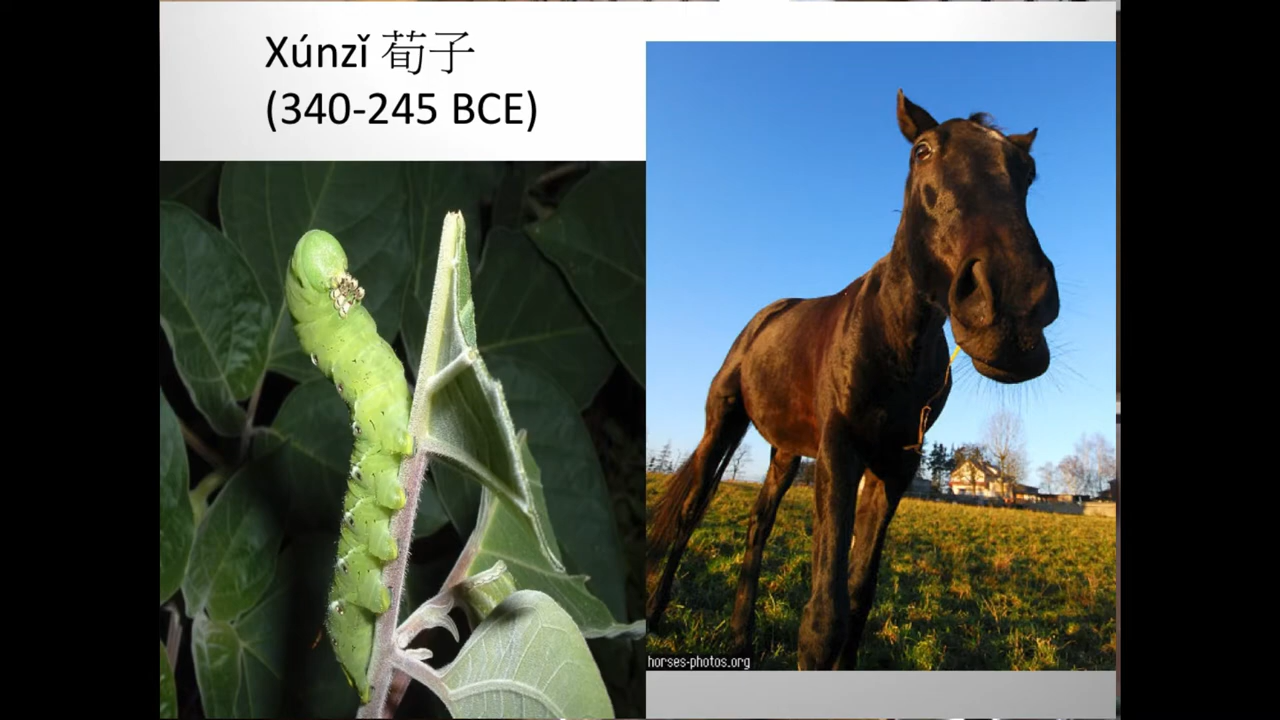 Xúnzǐ 荀子
(340-245 BCE)
horses-photos.org